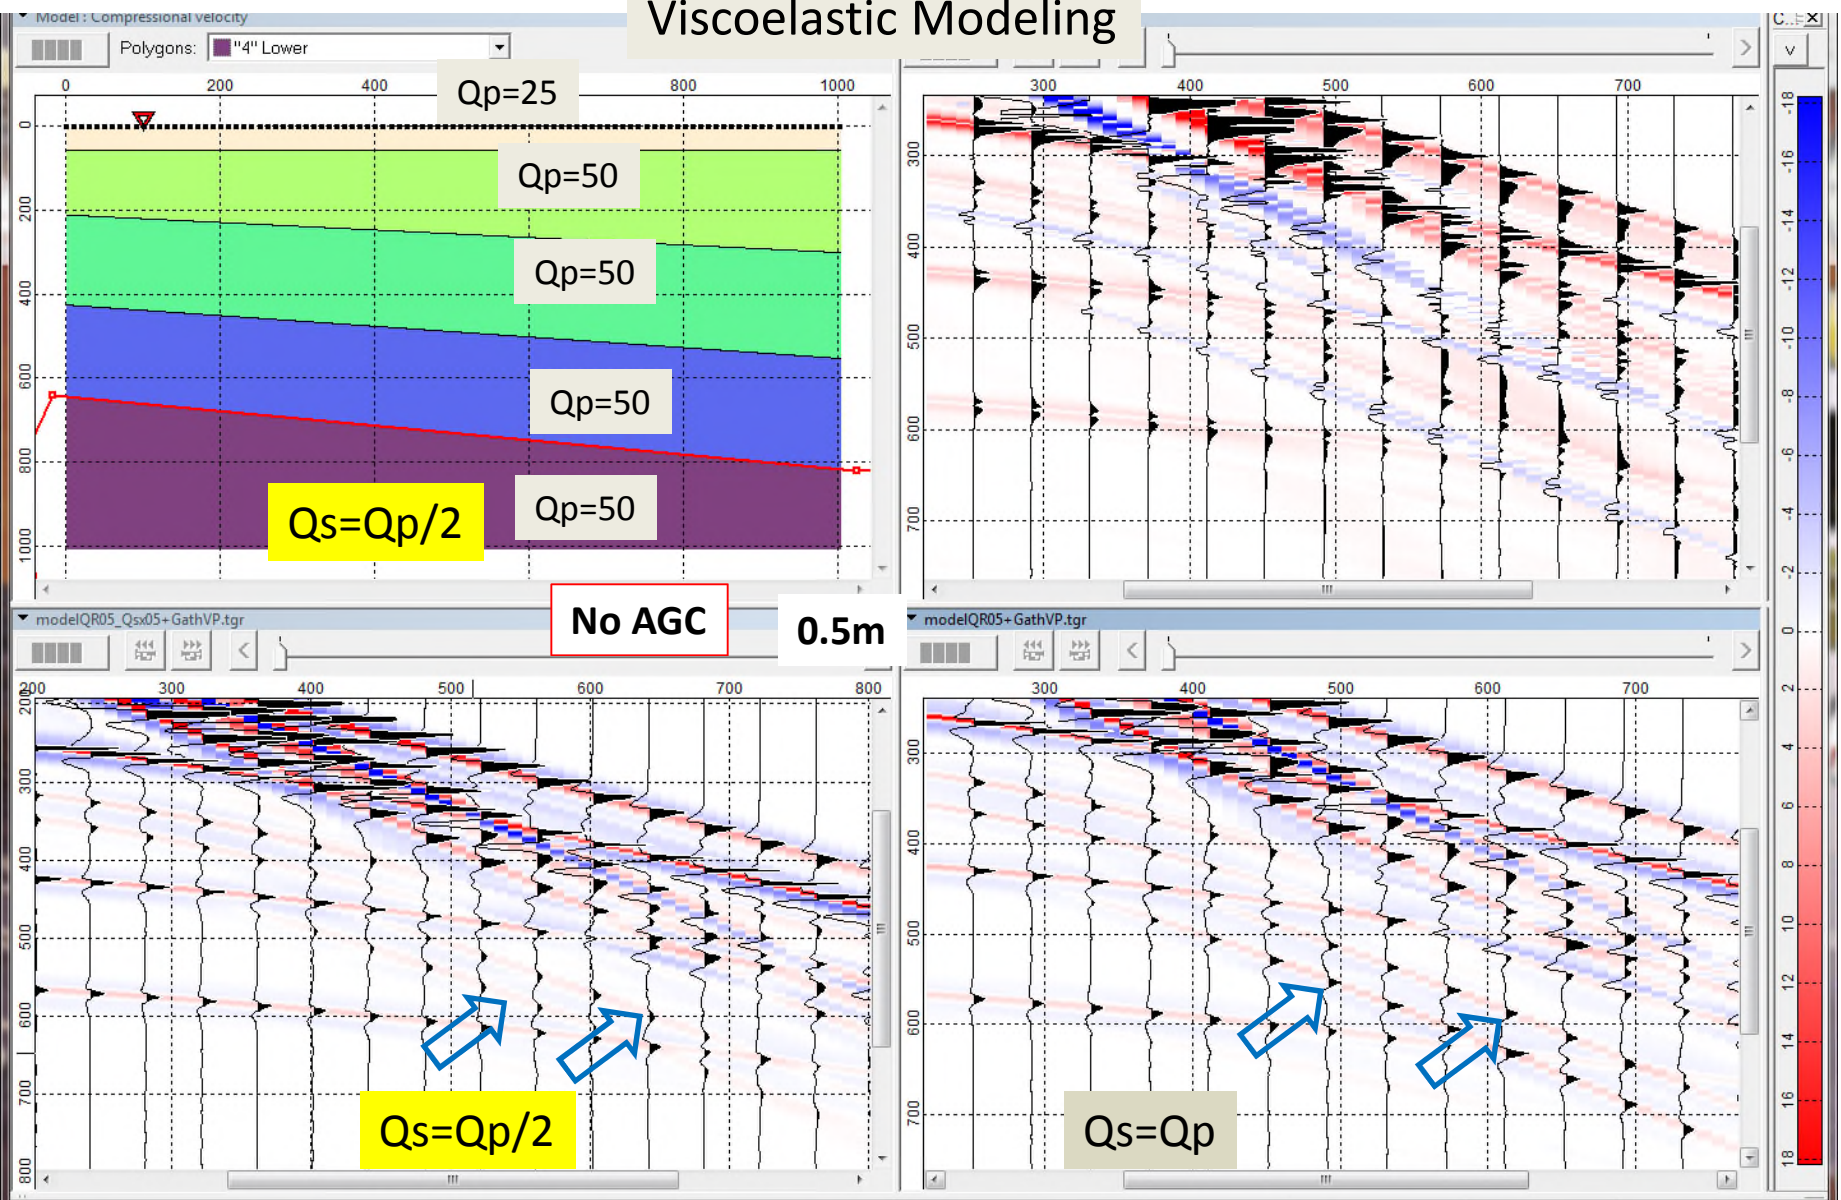 Viscoelastic Modeling
Model : Compressional velocity
Polygons: "4" Lower
0 200 400 800 1000
Qp=25
0
200
400
600
800
1000
Qp=50
Qp=50
Qp=50
Qp=50
Qs=Qp/2
300 400 500 600 700
300
400
500
600
700
C..
v
-18
-16
-14
-12
-10
-8
-6
-4
-2
0
2
4
6
8
10
12
14
16
18
No AGC
0.5m
modelQR05_Qsx05+GathVP.tgr
200 300 400 500 600 700 800
200
300
400
500
600
700
800
Qs=Qp/2
modelQR05+GathVP.tgr
300 400 500 600 700
300
400
500
600
700
Qs=Qp